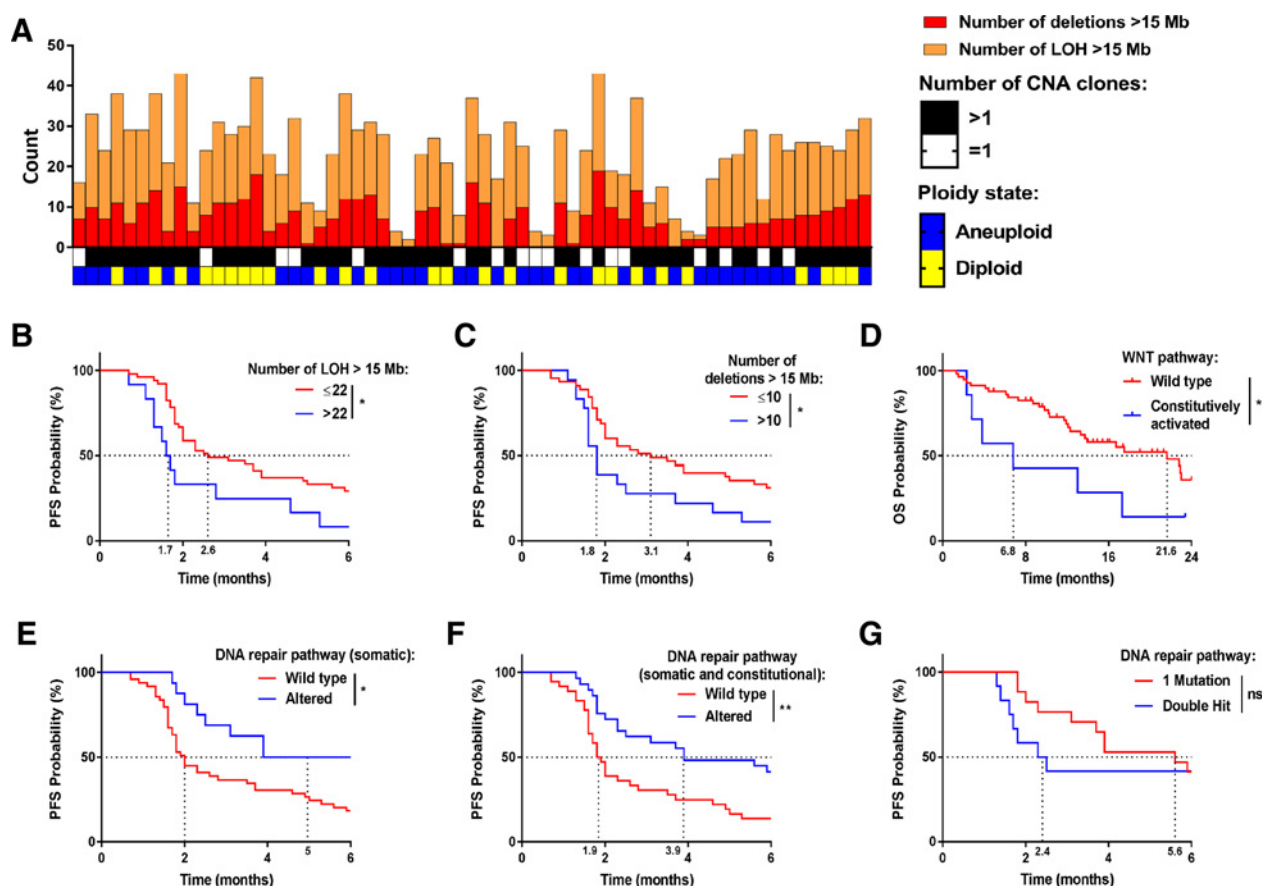 A
Count
50
40
30
20
10
0
Number of deletions >15 Mb
Number of LOH >15 Mb
Number of CNA clones:
>1
=1
Ploidy state:
Aneuploid
Diploid
B
PFS Probability (%)
100
50
0
Number of LOH > 15 Mb:
≤22
>22
*
0
1.7
2
2.6
4
6
Time (months)
C
PFS Probability (%)
100
50
0
Number of
deletions > 15 Mb:
≤10
>10
*
0
1.8
2
3.1
4
6
Time (months)
D
OS Probability (%)
100
50
0
WNT pathway:
Wild type
Constitutively
activated
*
0
6.8
8
16
21.6
24
Time (months)
E
PFS Probability (%)
100
50
0
DNA repair pathway (somatic):
Wild type
Altered
*
0
2
4
5
6
Time (months)
F
PFS Probability (%)
100
50
0
DNA repair pathway
(somatic and constitutional):
Wild type
Altered
**
0
1.9
2
3.9
4
6
Time (months)
G
PFS Probability (%)
100
50
0
DNA repair pathway:
1 Mutation
Double Hit
ns
0
2
2.4
4
5.6
6
Time (months)